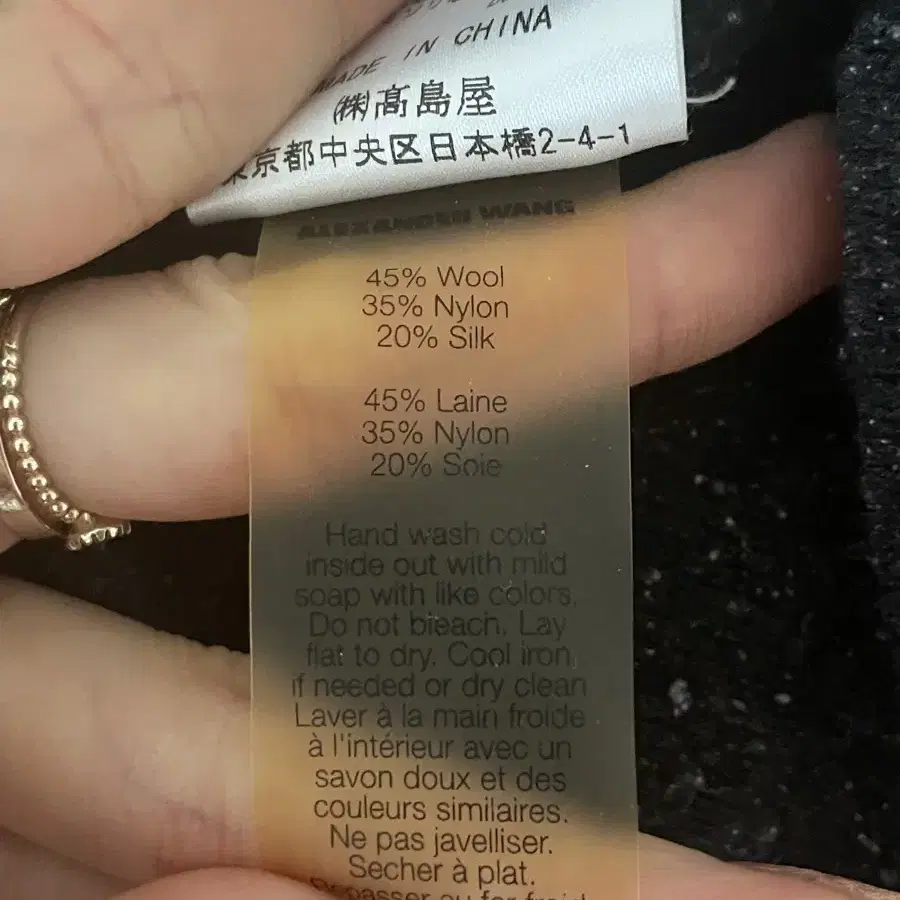 MADE IN CHINA
㈱髙島屋
東京都中央区日本橋2-4-1
ALEXANDER WANG
45% Wool
35% Nylon
20% Silk
45% Laine
35% Nylon
20% Soie
Hand wash cold
inside out with mild
soap with like colors.
Do not bleach. Lay
flat to dry. Cool iron
if needed or dry clean
Laver à la main froide
à l'intérieur avec un
savon doux et des
couleurs similaires.
Ne pas javelliser.
Secher à plat.